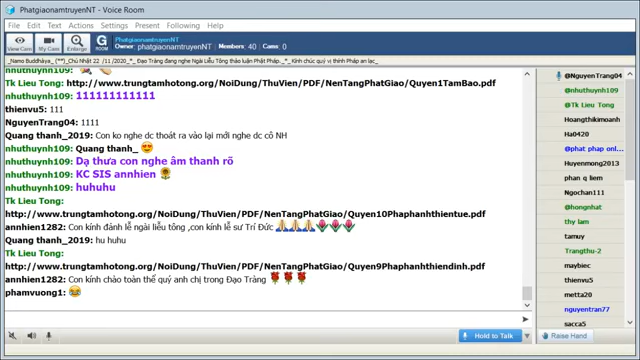 PhatgiaonamtruyenNT - Voice Room
File Edit Text Actions Settings Present Following Help
View Cam
My Cam
Enlarge
G
ROOM
PhatgiaonamtruyenNT
Owner: phatgiaonamtruyenNT Members: 40 Cams: 0
_Namo Buddhàya_ Chú Nhật 22 /11 /2020_*_ Đạo Tràng đang nghe Ngài Liễu Tông thảo luận Phật Pháp._*_Kính chúc quý vị thính Pháp an lạc_
Tk Lieu Tong: http://www.trungtamhotong.org/NoiDung/ThuVien/PDF/NenTangPhatGiao/Quyen1TamBao.pdf
nhuthuynh109: 111111111111
thienvu5: 111
NguyenTrang04: 1111
Quang thanh_2019: Con ko nghe dc thoát ra vào lại mới nghe dc cô NH
nhuthuynh109: Quang thanh_
nhuthuynh109: Dạ thưa con nghe âm thanh rõ
nhuthuynh109: KC SIS annhien
nhuthuynh109: huhuhu
Tk Lieu Tong:
http://www.trungtamhotong.org/NoiDung/ThuVien/PDF/NenTangPhatGiao/Quyen10Phaphanhthientue.pdf
annhien1282: Con kính đảnh lễ ngài liễu tông ,con kính lễ sư Trí Đức
Quang thanh_2019: hu huhu
Tk Lieu Tong:
http://www.trungtamhotong.org/NoiDung/ThuVien/PDF/NenTangPhatGiao/Quyen9Phaphanhthiendinh.pdf
annhien1282: Con kính chào toàn thể quý anh chị trong Đạo Tràng
phamvuong1:
@NguyenTrang04
@nhuthuynh109
@Tk Lieu Tong
Hoangthikimoanh
Ha0420
@phat phap onl...
Huyenmong2013
phan q liem
Ngochan111
@hongnhat
thy lam
Trangthu-2
tamuy
maybiec
thienvu5
metta20
nguyentran77
sacca5
Hold to Talk
Raise Hand